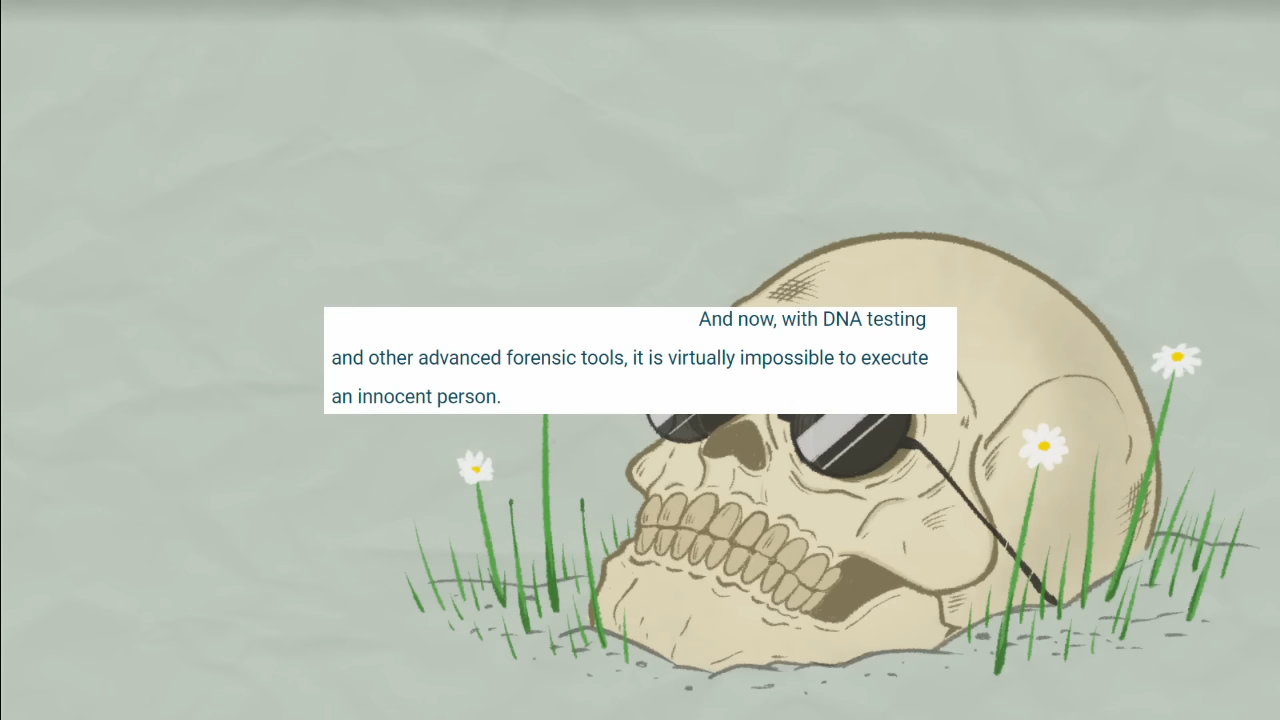 And now, with DNA testing
and other advanced forensic tools, it is virtually impossible to execute
an innocent person.